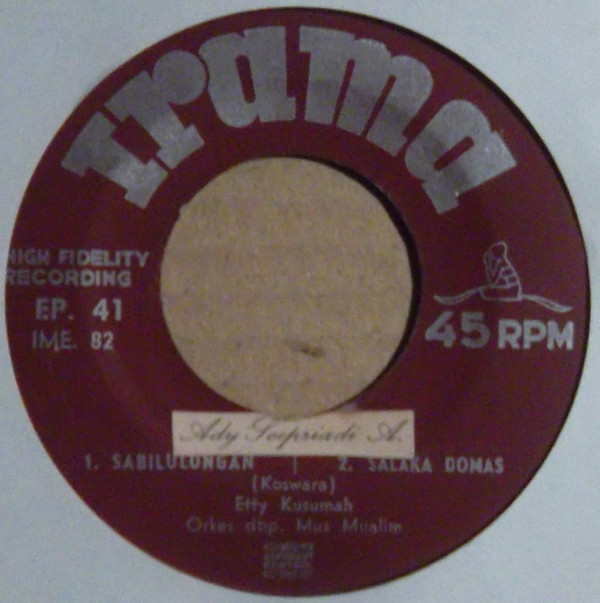 Irama
HIGH FIDELITY
RECORDING
EP. 41
IME. 82
45 RPM
Ady Soepriadi A.
1. SABILULUNGAN | 2. SALAKA DOMAS
(Koswara)
Etty Kusumah
Orkes dbp. Mus Mualim